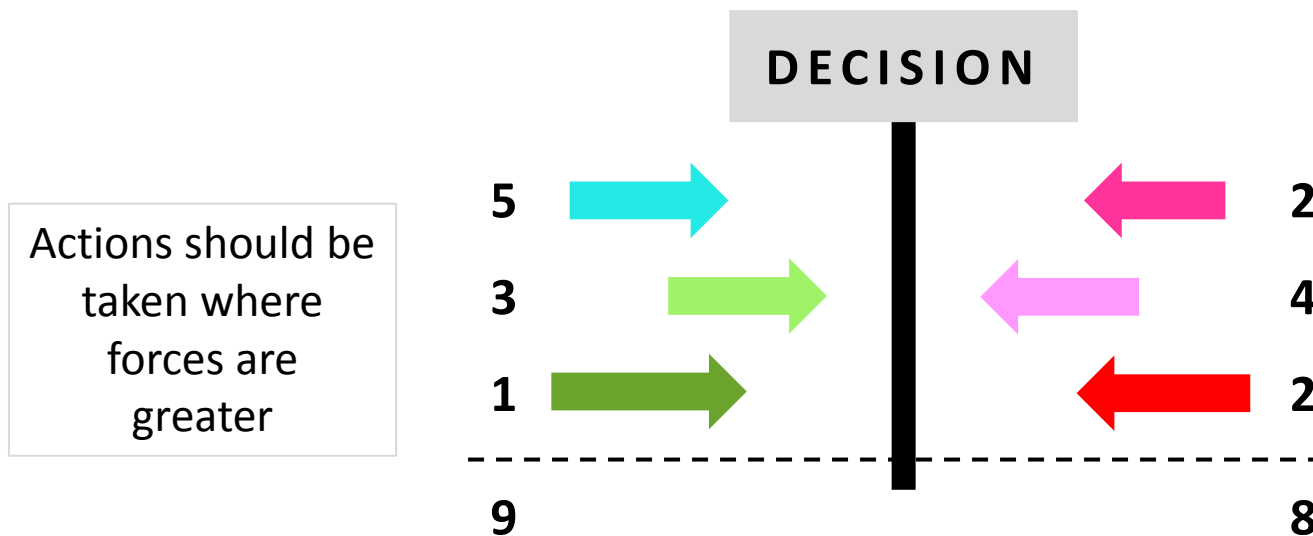 DECISION
5 2
Actions should be
taken where
forces are
greater
3 4
1 2
9 8